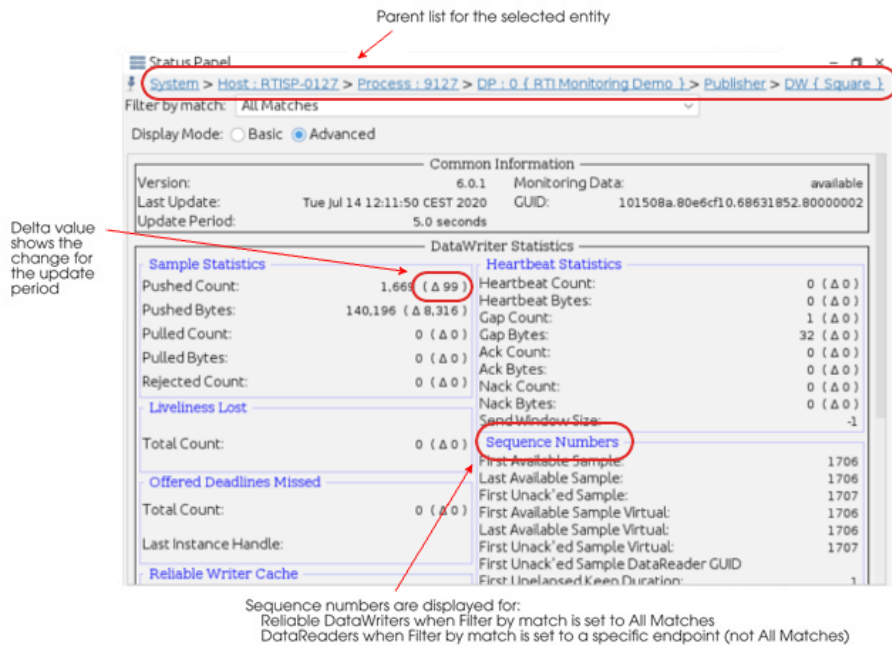 Parent list for the selected entity
Status Panel
System > Host : RTISP-0127 > Process : 9127 > DP : 0 { RTI Monitoring Demo } > Publisher > DW { Square }
Filter by match: All Matches
Display Mode: Basic Advanced
Common Information
Version: 6.0.1 Monitoring Data: available
Last Update: Tue Jul 14 12:11:50 CEST 2020 GUID: 101508a.80e6cf10.68631852.80000002
Update Period: 5.0 seconds
Delta value
shows the
change for
the update
period
DataWriter Statistics
Sample Statistics
Pushed Count: 1,669 ( Δ 99 )
Pushed Bytes: 140,196 ( Δ 8,316 )
Pulled Count: 0 ( Δ 0 )
Pulled Bytes: 0 ( Δ 0 )
Rejected Count: 0 ( Δ 0 )
Liveliness Lost
Total Count: 0 ( Δ 0 )
Offered Deadlines Missed
Total Count: 0 ( Δ 0 )
Last Instance Handle:
Reliable Writer Cache
Heartbeat Statistics
Heartbeat Count: 0 ( Δ 0 )
Heartbeat Bytes: 0 ( Δ 0 )
Gap Count: 1 ( Δ 0 )
Gap Bytes: 32 ( Δ 0 )
Ack Count: 0 ( Δ 0 )
Ack Bytes: 0 ( Δ 0 )
Nack Count: 0 ( Δ 0 )
Nack Bytes: 0 ( Δ 0 )
Send Window Size: -1
Sequence Numbers
First Available Sample: 1706
Last Available Sample: 1706
First Unack'ed Sample: 1707
First Available Sample Virtual: 1706
Last Available Sample Virtual: 1706
First Unack'ed Sample Virtual: 1707
First Unack'ed Sample DataReader GUID
First Unelapsed Keep Duration: 1
Sequence numbers are displayed for:
Reliable DataWriters when Filter by match is set to All Matches
DataReaders when Filter by match is set to a specific endpoint (not All Matches)